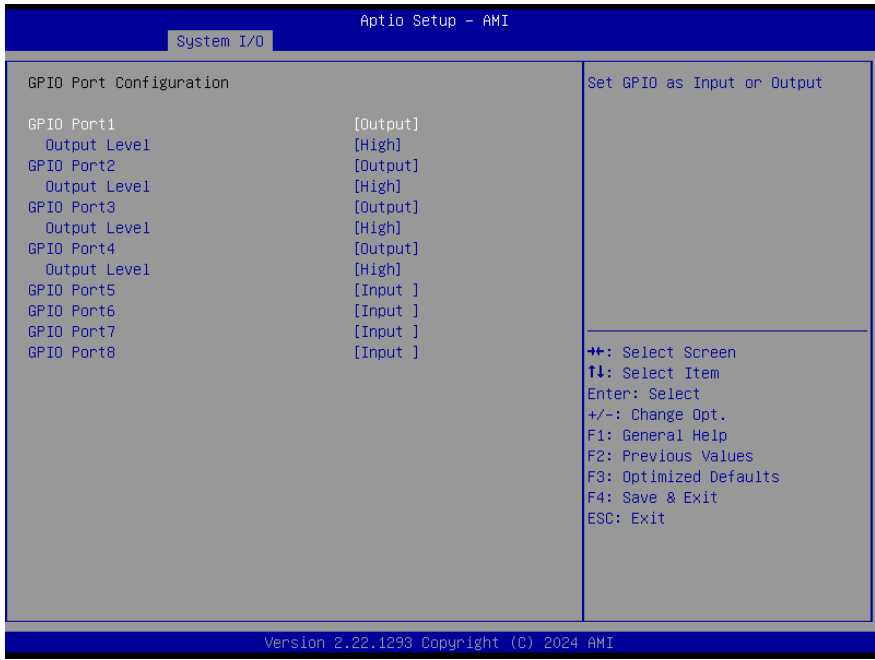 Aptio Setup – AMI
System I/O
GPIO Port Configuration
GPIO Port1 [Output]
Output Level [High]
GPIO Port2 [Output]
Output Level [High]
GPIO Port3 [Output]
Output Level [High]
GPIO Port4 [Output]
Output Level [High]
GPIO Port5 [Input ]
GPIO Port6 [Input ]
GPIO Port7 [Input ]
GPIO Port8 [Input ]
Set GPIO as Input or Output
→←: Select Screen
↑↓: Select Item
Enter: Select
+/-: Change Opt.
F1: General Help
F2: Previous Values
F3: Optimized Defaults
F4: Save & Exit
ESC: Exit
Version 2.22.1293 Copyright (C) 2024 AMI